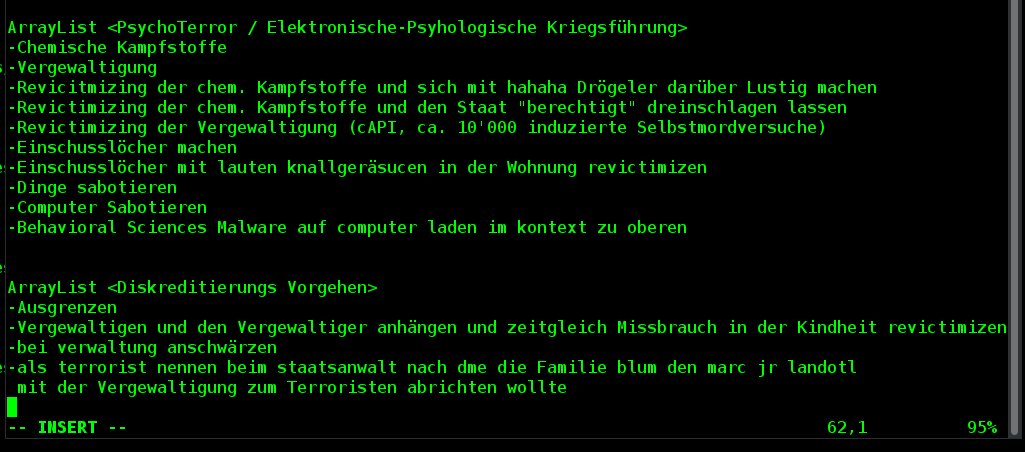 ArrayList <PsychoTerror / Elektronische-Psyhologische Kriegsführung>
-Chemische Kampfstoffe
-Vergewaltigung
-Revicitmizing der chem. Kampfstoffe und sich mit hahaha Drögeler darüber Lustig machen
-Revictimizing der chem. Kampfstoffe und den Staat "berechtigt" dreinschlagen lassen
-Revictimizing der Vergewaltigung (cAPI, ca. 10'000 induzierte Selbstmordversuche)
-Einschusslöcher machen
-Einschusslöcher mit lauten knallgeräsucen in der Wohnung revictimizen
-Dinge sabotieren
-Computer Sabotieren
-Behavioral Sciences Malware auf computer laden im kontext zu oberen
ArrayList <Diskreditierungs Vorgehen>
-Ausgrenzen
-Vergewaltigen und den Vergewaltiger anhängen und zeitgleich Missbrauch in der Kindheit revictimizen
-bei verwaltung anschwärzen
-als terrorist nennen beim staatsanwalt nach dme die Familie blum den marc jr landotl
mit der Vergewaltigung zum Terroristen abrichten wollte
-- INSERT -- 62,1 95%